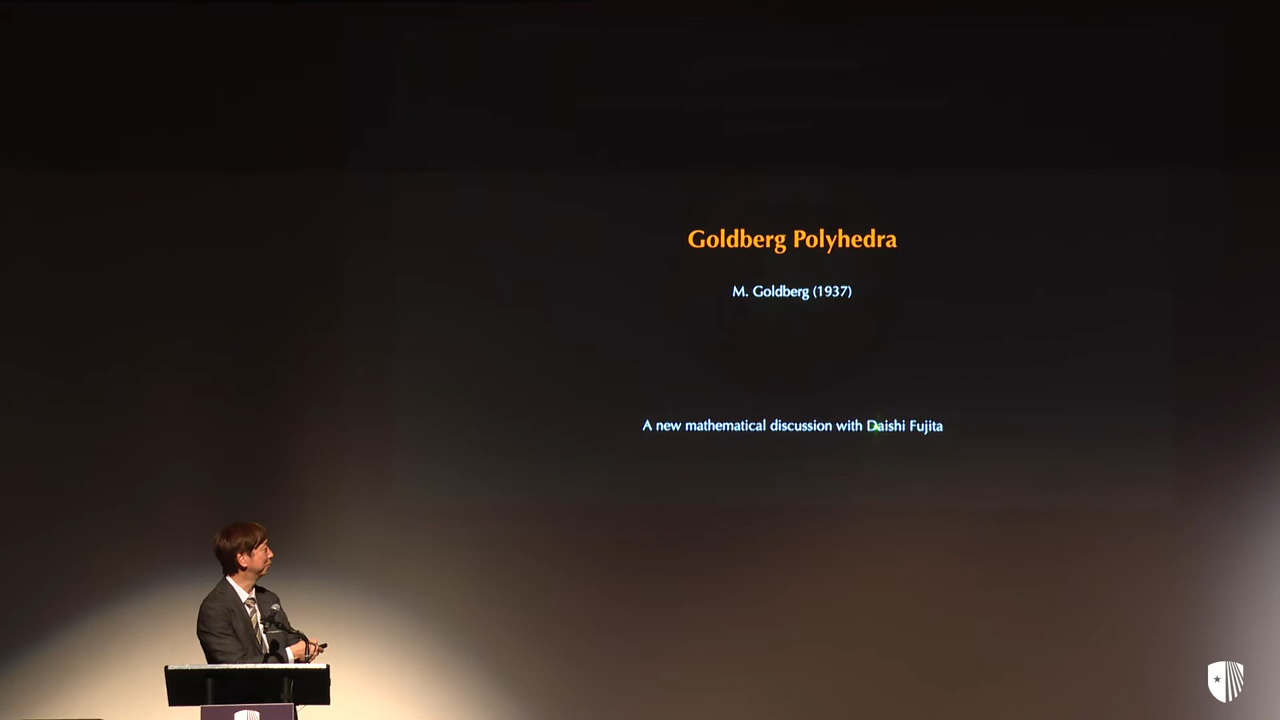 Goldberg Polyhedra
M. Goldberg (1937)
A new mathematical discussion with Daishi Fujita